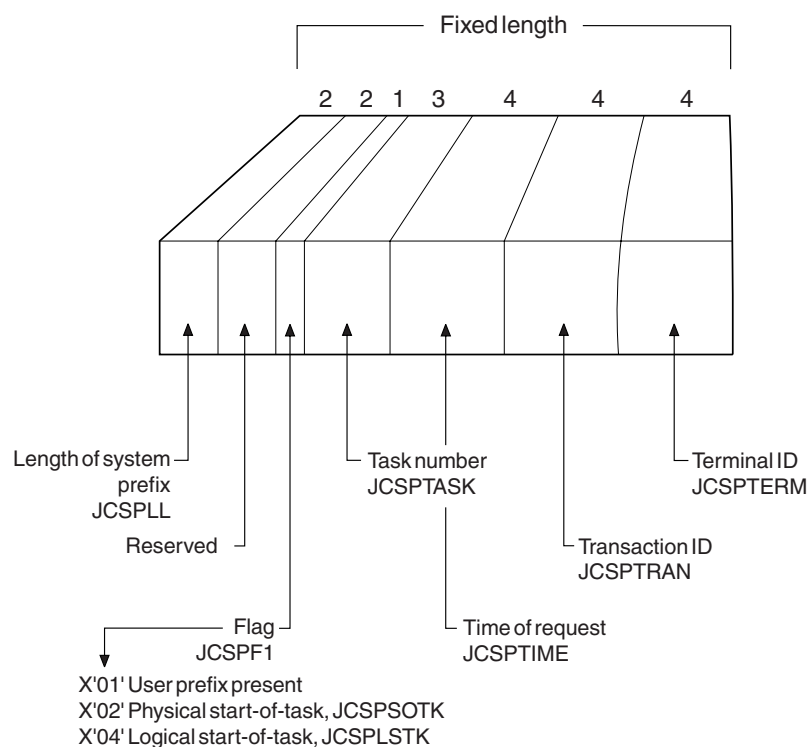 Fixed length
2 2 1 3 4 4 4
Length of system
prefix
JCSPLL
Reserved
Flag
JCSPF1
X'01' User prefix present
X'02' Physical start-of-task, JCSPSOTK
X'04' Logical start-of-task, JCSPLSTK
Task number
JCSPTASK
Time of request
JCSPTIME
Transaction ID
JCSPTRAN
Terminal ID
JCSPTERM